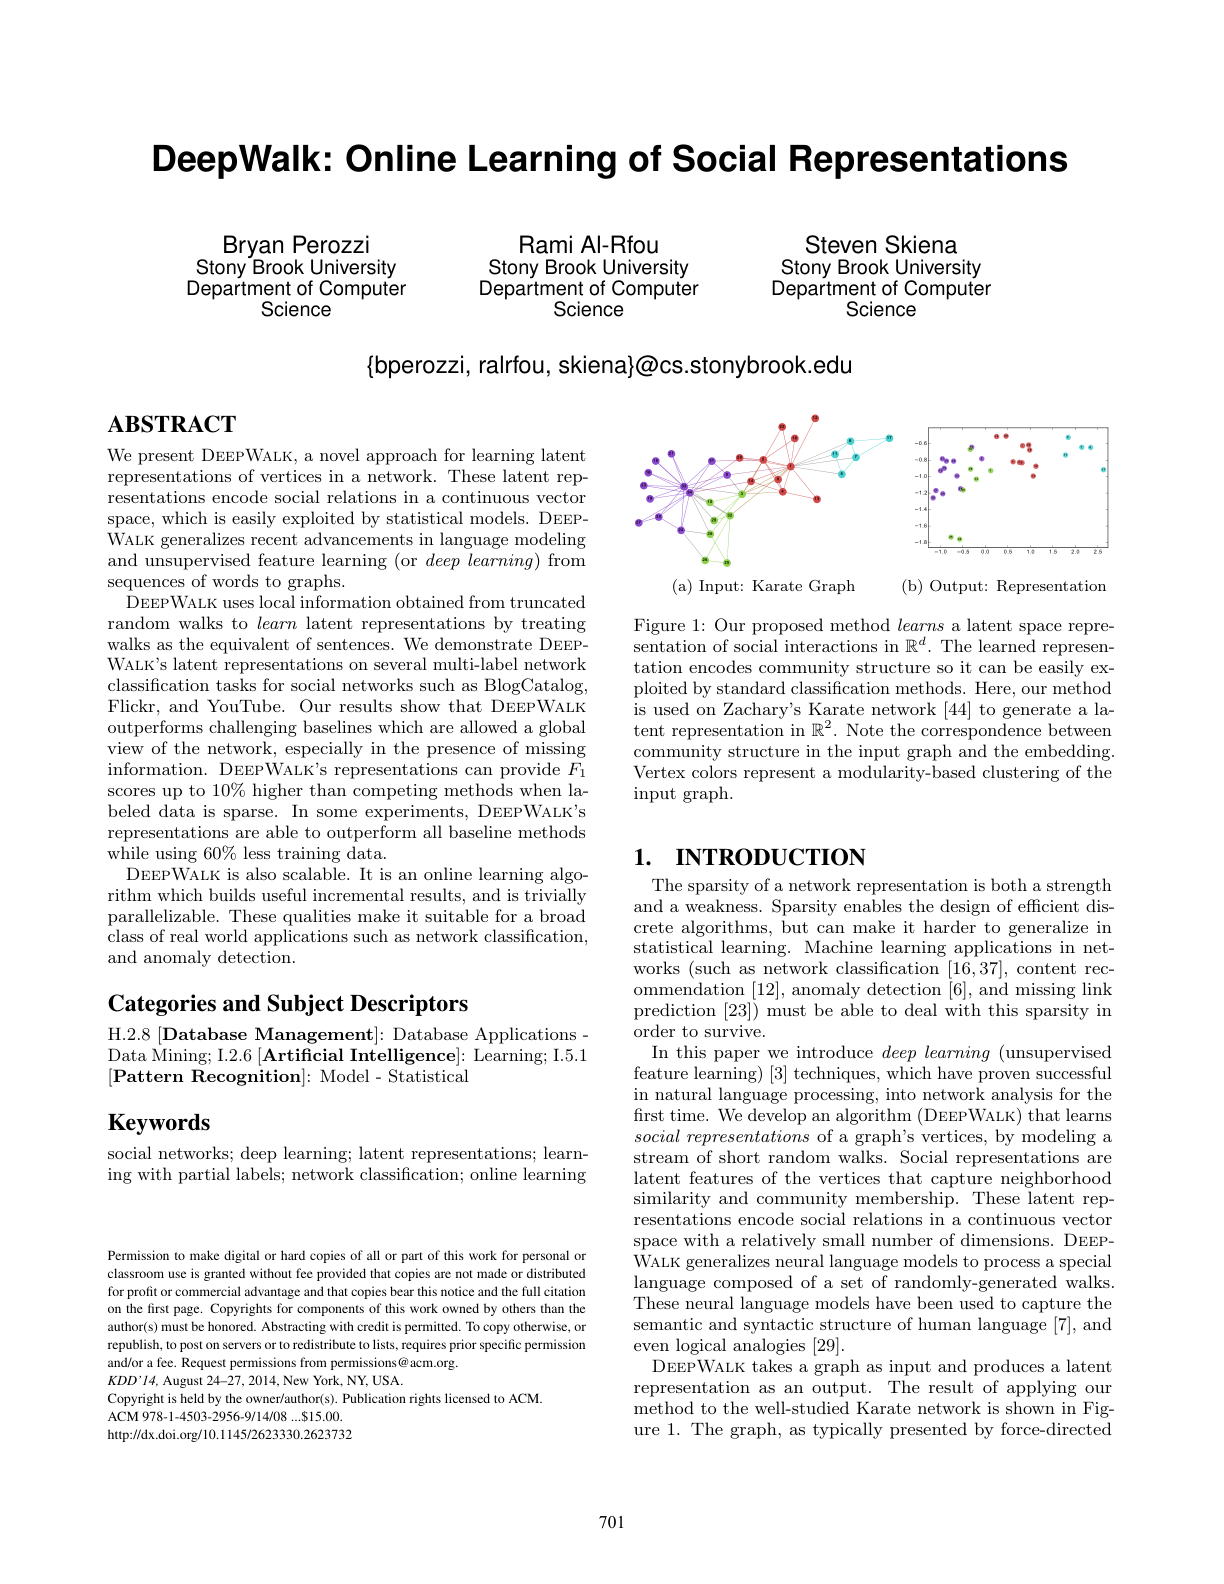 DeepWalk: Online Learning of Social Representations
Bryan Perozzi
Stony Brook University
Department of Computer
Science
Rami Al-Rfou
Stony Brook University
Department of Computer
Science
Steven Skiena
Stony Brook University
Department of Computer
Science
{bperozzi, ralrfou, skiena}@cs.stonybrook.edu
ABSTRACT
We present DEEPWALK, a novel approach for learning latent
representations of vertices in a network. These latent rep-
resentations encode social relations in a continuous vector
space, which is easily exploited by statistical models. DEEP-
WALK generalizes recent advancements in language modeling
and unsupervised feature learning (or deep learning) from
sequences of words to graphs.
DEEPWALK uses local information obtained from truncated
random walks to learn latent representations by treating
walks as the equivalent of sentences. We demonstrate DEEP-
WALK's latent representations on several multi-label network
classification tasks for social networks such as BlogCatalog,
Flickr, and YouTube. Our results show that DEEPWALK
outperforms challenging baselines which are allowed a global
view of the network, especially in the presence of missing
information. DEEPWALK's representations can provide F1
scores up to 10% higher than competing methods when la-
beled data is sparse. In some experiments, DEEPWALK's
representations are able to outperform all baseline methods
while using 60% less training data.
DEEPWALK is also scalable. It is an online learning algo-
rithm which builds useful incremental results, and is trivially
parallelizable. These qualities make it suitable for a broad
class of real world applications such as network classification,
and anomaly detection.
Categories and Subject Descriptors
H.2.8 [Database Management]: Database Applications -
Data Mining; I.2.6 [Artificial Intelligence]: Learning; I.5.1
[Pattern Recognition]: Model - Statistical
Keywords
social networks; deep learning; latent representations; learn-
ing with partial labels; network classification; online learning
Permission to make digital or hard copies of all or part of this work for personal or
classroom use is granted without fee provided that copies are not made or distributed
for profit or commercial advantage and that copies bear this notice and the full citation
on the first page. Copyrights for components of this work owned by others than the
author(s) must be honored. Abstracting with credit is permitted. To copy otherwise, or
republish, to post on servers or to redistribute to lists, requires prior specific permission
and/or a fee. Request permissions from permissions@acm.org.
KDD'14, August 24–27, 2014, New York, NY, USA.
Copyright is held by the owner/author(s). Publication rights licensed to ACM.
ACM 978-1-4503-2956-9/14/08 ...$15.00.
http://dx.doi.org/10.1145/2623330.2623732
−0.6
−0.8
−1.0
−1.2
−1.4
−1.6
−1.8
−1.0 −0.5 0.0 0.5 1.0 1.5 2.0 2.5
(a) Input: Karate Graph
(b) Output: Representation
Figure 1: Our proposed method learns a latent space repre-
sentation of social interactions in ℝᵈ. The learned represen-
tation encodes community structure so it can be easily ex-
ploited by standard classification methods. Here, our method
is used on Zachary's Karate network [44] to generate a la-
tent representation in ℝ². Note the correspondence between
community structure in the input graph and the embedding.
Vertex colors represent a modularity-based clustering of the
input graph.
1. INTRODUCTION
The sparsity of a network representation is both a strength
and a weakness. Sparsity enables the design of efficient dis-
crete algorithms, but can make it harder to generalize in
statistical learning. Machine learning applications in net-
works (such as network classification [16,37], content rec-
ommendation [12], anomaly detection [6], and missing link
prediction [23]) must be able to deal with this sparsity in
order to survive.
In this paper we introduce deep learning (unsupervised
feature learning) [3] techniques, which have proven successful
in natural language processing, into network analysis for the
first time. We develop an algorithm (DEEPWALK) that learns
social representations of a graph's vertices, by modeling a
stream of short random walks. Social representations are
latent features of the vertices that capture neighborhood
similarity and community membership. These latent rep-
resentations encode social relations in a continuous vector
space with a relatively small number of dimensions. DEEP-
WALK generalizes neural language models to process a special
language composed of a set of randomly-generated walks.
These neural language models have been used to capture the
semantic and syntactic structure of human language [7], and
even logical analogies [29].
DEEPWALK takes a graph as input and produces a latent
representation as an output. The result of applying our
method to the well-studied Karate network is shown in Fig-
ure 1. The graph, as typically presented by force-directed
701